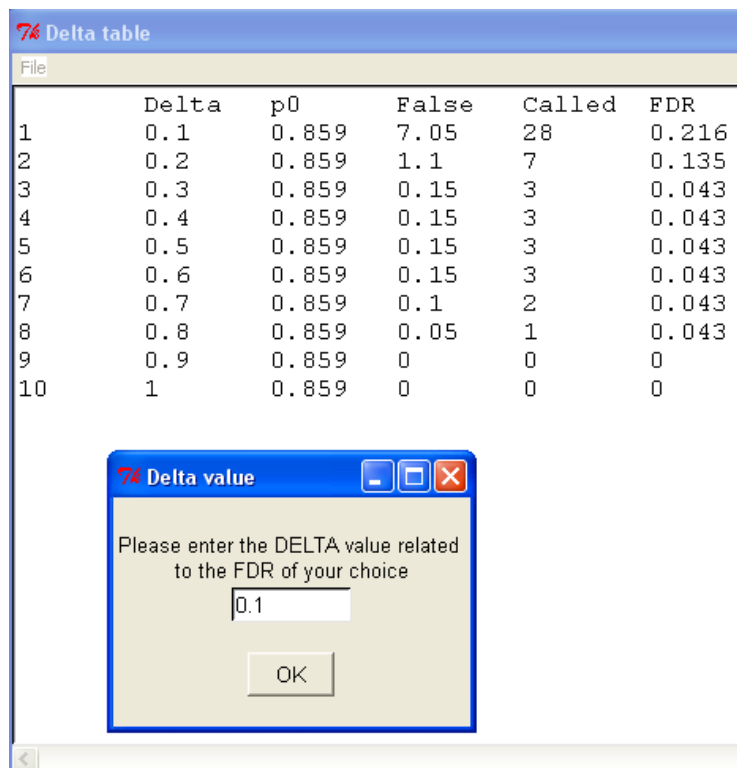 Delta table
File
Delta p0 False Called FDR
1 0.1 0.859 7.05 28 0.216
2 0.2 0.859 1.1 7 0.135
3 0.3 0.859 0.15 3 0.043
4 0.4 0.859 0.15 3 0.043
5 0.5 0.859 0.15 3 0.043
6 0.6 0.859 0.15 3 0.043
7 0.7 0.859 0.1 2 0.043
8 0.8 0.859 0.05 1 0.043
9 0.9 0.859 0 0 0
10 1 0.859 0 0 0
Delta value
Please enter the DELTA value related
to the FDR of your choice
0.1
OK